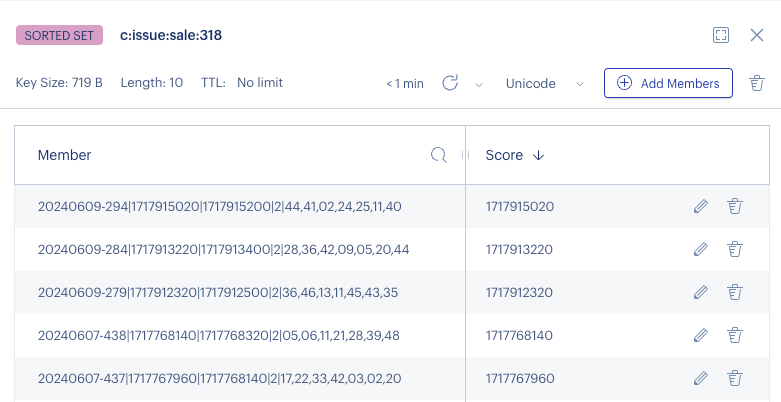 SORTED SET c:issue:sale:318
Key Size: 719 B Length: 10 TTL: No limit < 1 min Unicode Add Members
Member Score
20240609-294|1717915020|1717915200|2|44,41,02,24,25,11,40 1717915020
20240609-284|1717913220|1717913400|2|28,36,42,09,05,20,44 1717913220
20240609-279|1717912320|1717912500|2|36,46,13,11,45,43,35 1717912320
20240607-438|1717768140|1717768320|2|05,06,11,21,28,39,48 1717768140
20240607-437|1717767960|1717768140|2|17,22,33,42,03,02,20 1717767960